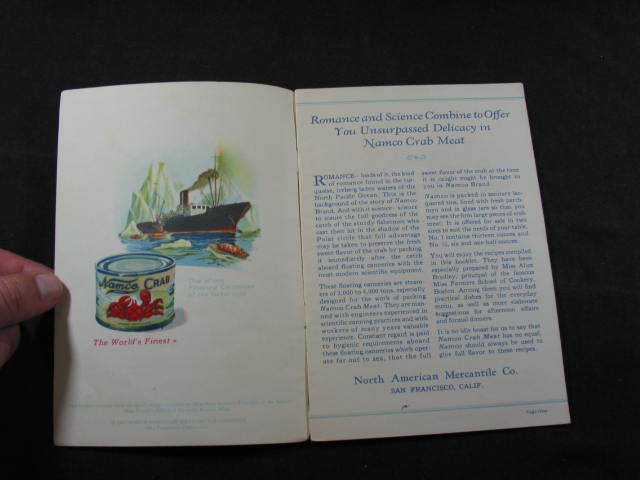 Namco CRAB
The World's Finest
One of the
Floating Canneries
Romance and Science Combine to Offer
You Unsurpassed Delicacy in
Namco Crab Meat
ROMANCE—loads of it, the kind
of romance found in the turquoise,
iceberg laden waters of the
North Pacific Ocean. This is the
background of the story of Namco
Brand. And with it science—science
to insure the full goodness of the
catch of the sturdy fishermen who
cast their lot in the shadow of the
Polar circle that full advantage
may be taken to preserve the fresh
sweet flavor of the crab by packing
it immediately after the catch
aboard floating canneries with the
most modern scientific equipment.
These floating canneries are steamers
of 3,000 to 5,000 tons, especially
designed for the work of packing
Namco Crab Meat. They are manned
with engineers experienced in
scientific canning practices and with
workers of many years valuable
experience. Constant regard is paid
to hygienic requirements aboard
these floating canneries which operate
far out to sea, that the full
sweet flavor of the crab at the time
it is caught might be brought to
you in Namco Brand.
Namco is packed in sanitary lacquered
tins, lined with fresh parchmyn
and in glass jars so that you
may see the firm large pieces of crab
meat. It is offered for sale in two
sizes to suit the needs of your table.
No. 1 contains thirteen ounces and
No. ½, six and one-half ounces.
You will enjoy the recipes compiled
in this booklet. They have been
especially prepared by Miss Alice
Bradley, principal of the famous
Miss Farmers School of Cookery,
Boston. Among them you will find
practical dishes for the everyday
menu, as well as more elaborate
suggestions for afternoon affairs
and formal dinners.
It is no idle boast for us to say that
Namco Crab Meat has no equal.
Namco should always be used to
give full flavor to these recipes.
North American Mercantile Co.
SAN FRANCISCO, CALIF.
Page One